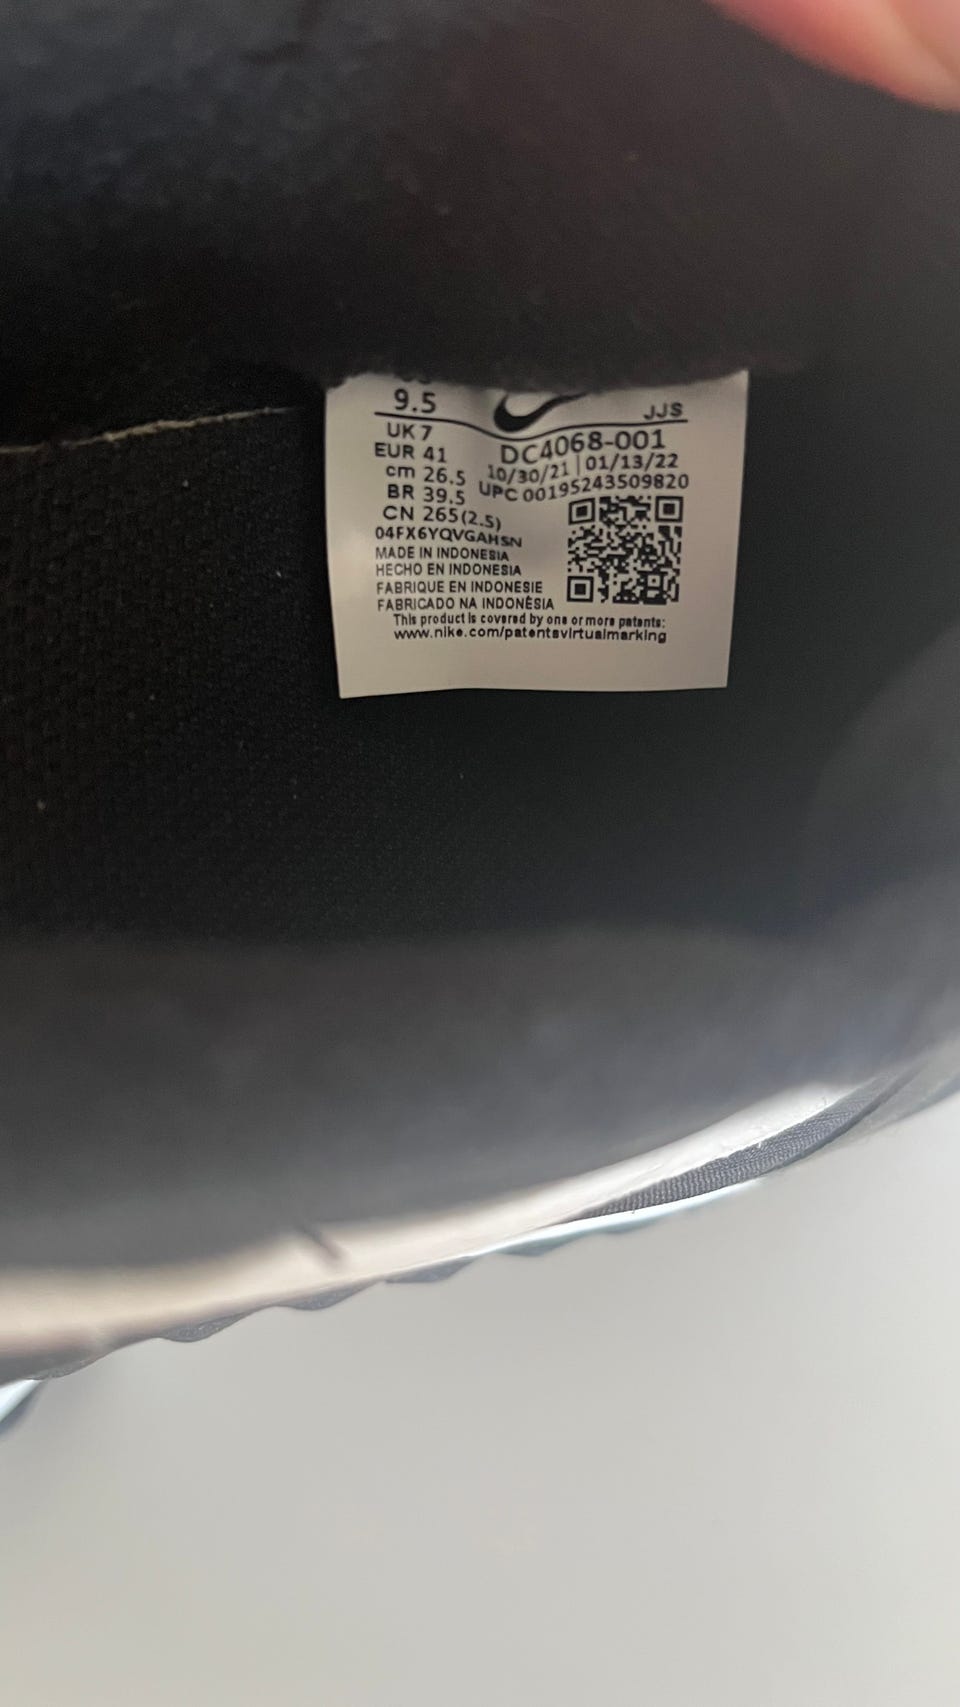 9.5
JJS
UK 7
DC4068-001
EUR 41
10/30/21 | 01/13/22
cm 26.5
UPC 00195243509820
BR 39.5
CN 265(2.5)
04FX6YQVGAHSN
MADE IN INDONESIA
HECHO EN INDONESIA
FABRIQUE EN INDONESIE
FABRICADO NA INDONÉSIA
This product is covered by one or more patents:
www.nike.com/patentsvirtualmarking